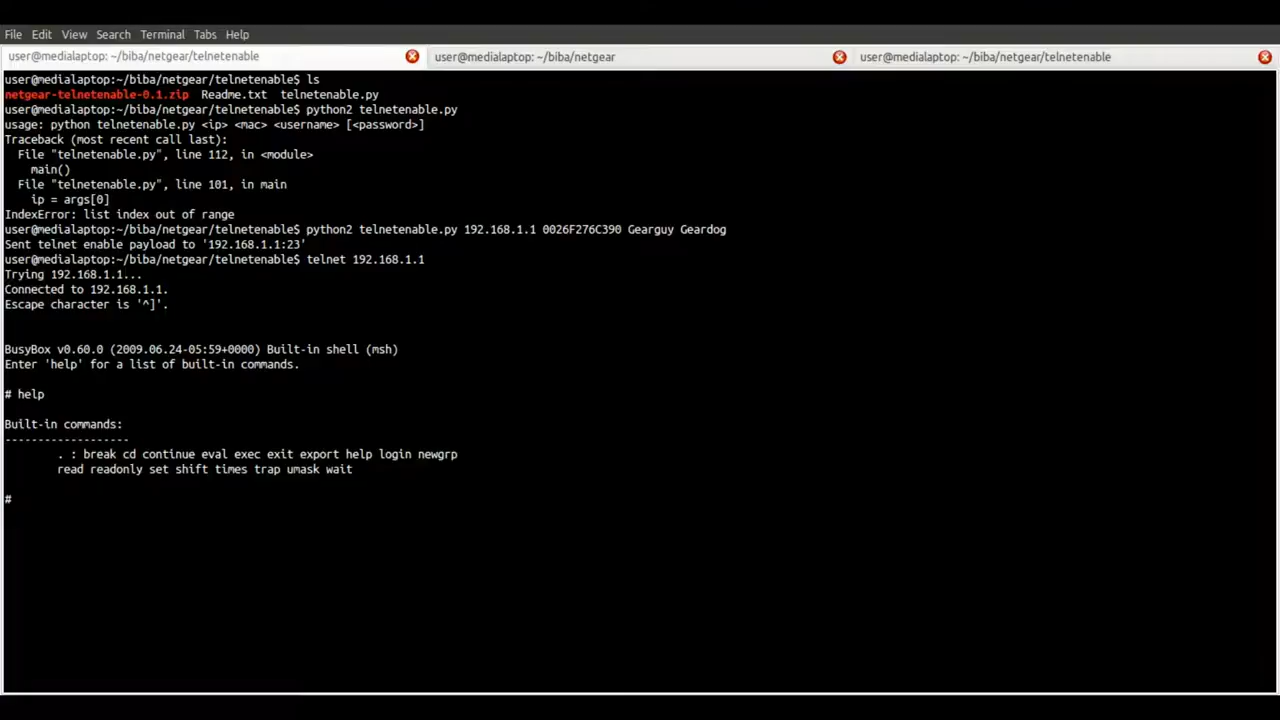 File Edit View Search Terminal Tabs Help
user@medialaptop: ~/biba/netgear/telnetenable user@medialaptop: ~/biba/netgear user@medialaptop: ~/biba/netgear/telnetenable
user@medialaptop:~/biba/netgear/telnetenable$ ls
netgear-telnetenable-0.1.zip  Readme.txt  telnetenable.py
user@medialaptop:~/biba/netgear/telnetenable$ python2 telnetenable.py
usage: python telnetenable.py <ip> <mac> <username> [<password>]
Traceback (most recent call last):
  File "telnetenable.py", line 112, in <module>
    main()
  File "telnetenable.py", line 101, in main
    ip = args[0]
IndexError: list index out of range
user@medialaptop:~/biba/netgear/telnetenable$ python2 telnetenable.py 192.168.1.1 0026F276C390 Gearguy Geardog
Sent telnet enable payload to '192.168.1.1:23'
user@medialaptop:~/biba/netgear/telnetenable$ telnet 192.168.1.1
Trying 192.168.1.1...
Connected to 192.168.1.1.
Escape character is '^]'.
BusyBox v0.60.0 (2009.06.24-05:59+0000) Built-in shell (msh)
Enter 'help' for a list of built-in commands.
# help
Built-in commands:
-------------------
        . : break cd continue eval exec exit export help login newgrp
        read readonly set shift times trap umask wait
#